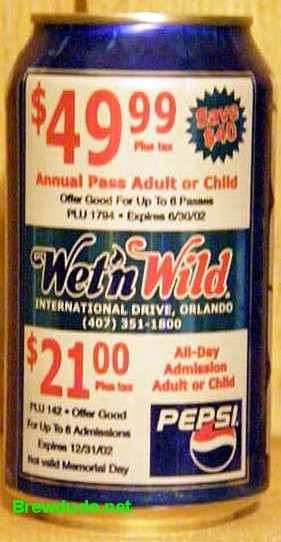 $49.99
Plus tax
Save
$40
Annual Pass Adult or Child
Offer Good For Up To 6 Passes
PLU 1794 • Expires 6/30/02
Wet'n Wild
INTERNATIONAL DRIVE, ORLANDO
(407) 351-1800
$21.00
Plus tax
All-Day
Admission
Adult or Child
PLU 142 • Offer Good
For Up To 6 Admissions
Expires 12/31/02
Not valid Memorial Day
PEPSI
Brewdude.net